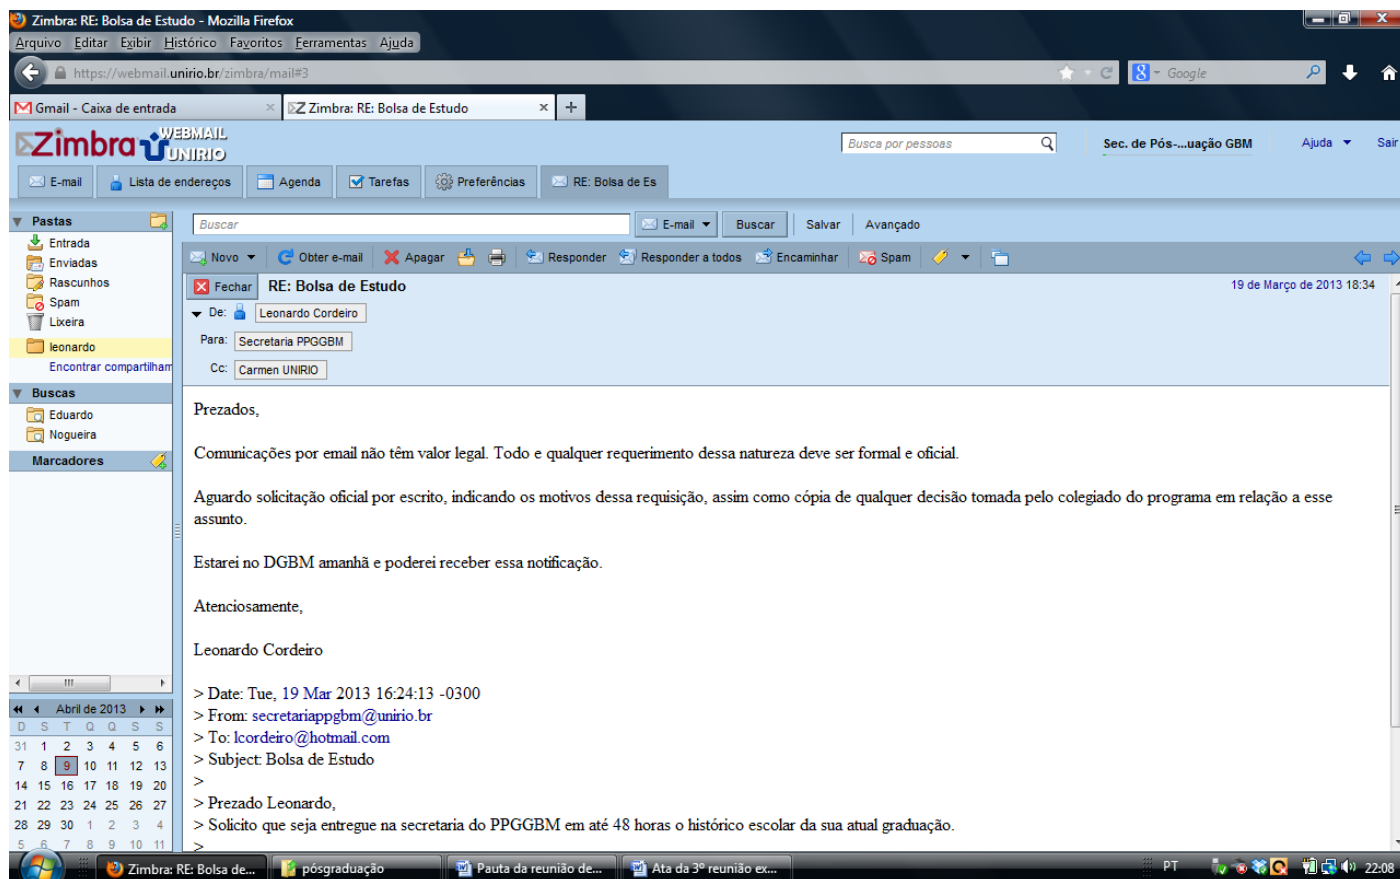 Zimbra: RE: Bolsa de Estudo - Mozilla Firefox
Arquivo Editar Exibir Histórico Favoritos Ferramentas Ajuda
https://webmail.unirio.br/zimbra/mail#3
Google
Gmail - Caixa de entrada
Zimbra: RE: Bolsa de Estudo
Zimbra WEBMAIL UNIRIO
Busca por pessoas
Sec. de Pós-...uação GBM
Ajuda
Sair
E-mail
Lista de endereços
Agenda
Tarefas
Preferências
RE: Bolsa de Es
Pastas
Entrada
Enviadas
Rascunhos
Spam
Lixeira
leonardo
Encontrar compartilham
Buscas
Eduardo
Nogueira
Marcadores
Buscar
E-mail
Buscar
Salvar
Avançado
Novo
Obter e-mail
Apagar
Responder
Responder a todos
Encaminhar
Spam
Fechar
RE: Bolsa de Estudo
19 de Março de 2013 18:34
De: Leonardo Cordeiro
Para: Secretaria PPGGBM
Cc: Carmen UNIRIO
Prezados,
Comunicações por email não têm valor legal. Todo e qualquer requerimento dessa natureza deve ser formal e oficial.
Aguardo solicitação oficial por escrito, indicando os motivos dessa requisição, assim como cópia de qualquer decisão tomada pelo colegiado do programa em relação a esse
assunto.
Estarei no DGBM amanhã e poderei receber essa notificação.
Atenciosamente,
Leonardo Cordeiro
> Date: Tue, 19 Mar 2013 16:24:13 -0300
> From: secretariappgbm@unirio.br
> To: lcordeiro@hotmail.com
> Subject: Bolsa de Estudo
>
> Prezado Leonardo,
> Solicito que seja entregue na secretaria do PPGGBM em até 48 horas o histórico escolar da sua atual graduação.
>
Abril de 2013
D S T Q Q S S
31 1 2 3 4 5 6
7 8 9 10 11 12 13
14 15 16 17 18 19 20
21 22 23 24 25 26 27
28 29 30 1 2 3 4
5 6 7 8 9 10 11
Zimbra: RE: Bolsa de...
pósgraduação
Pauta da reunião de...
Ata da 3º reunião ex...
PT
22:08